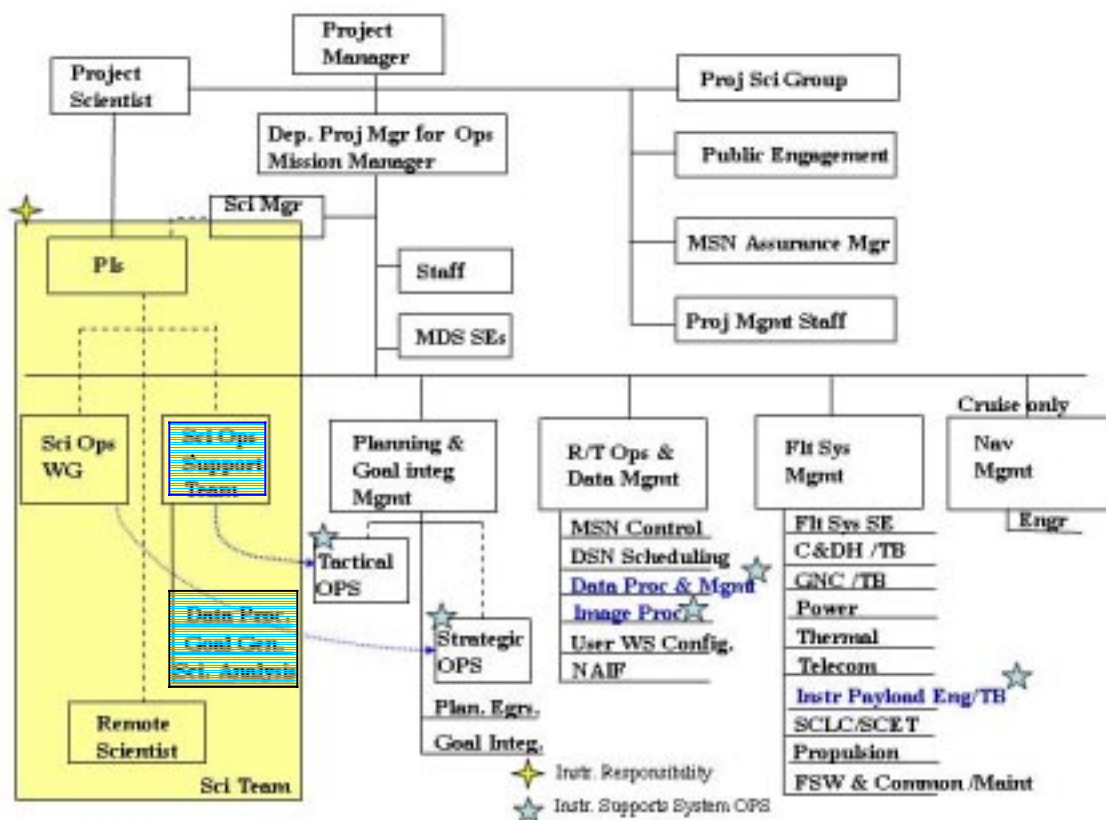 Project
Manager
Project
Scientist
Proj Sci Group
Dep. Proj Mgr for Ops
Mission Manager
Public Engagement
Sci Mgr
MSN Assurance Mgr
PIs
Staff
Proj Mgmt Staff
MDS SEs
Cruise only
Sci Ops
WG
Sci Ops
Support
Team
Planning &
Goal integ
Mgmt
R/T Ops &
Data Mgmt
Flt Sys
Mgmt
Nav
Mgmt
Engr
Tactical
OPS
Strategic
OPS
Plan. Egrs.
Goal Integ.
MSN Control
DSN Scheduling
Data Proc & Mgmt
Image Proc
User WS Config.
NAIF
Flt Sys SE
C&DH /TB
GNC /TB
Power
Thermal
Telecom
Instr Payload Eng/TB
SCLC/SCET
Propulsion
FSW & Common /Maint
Data Proc.
Goal Gen.
Sci. Analysis
Remote
Scientist
Sci Team
Instr. Responsibility
Instr. Supports System OPS